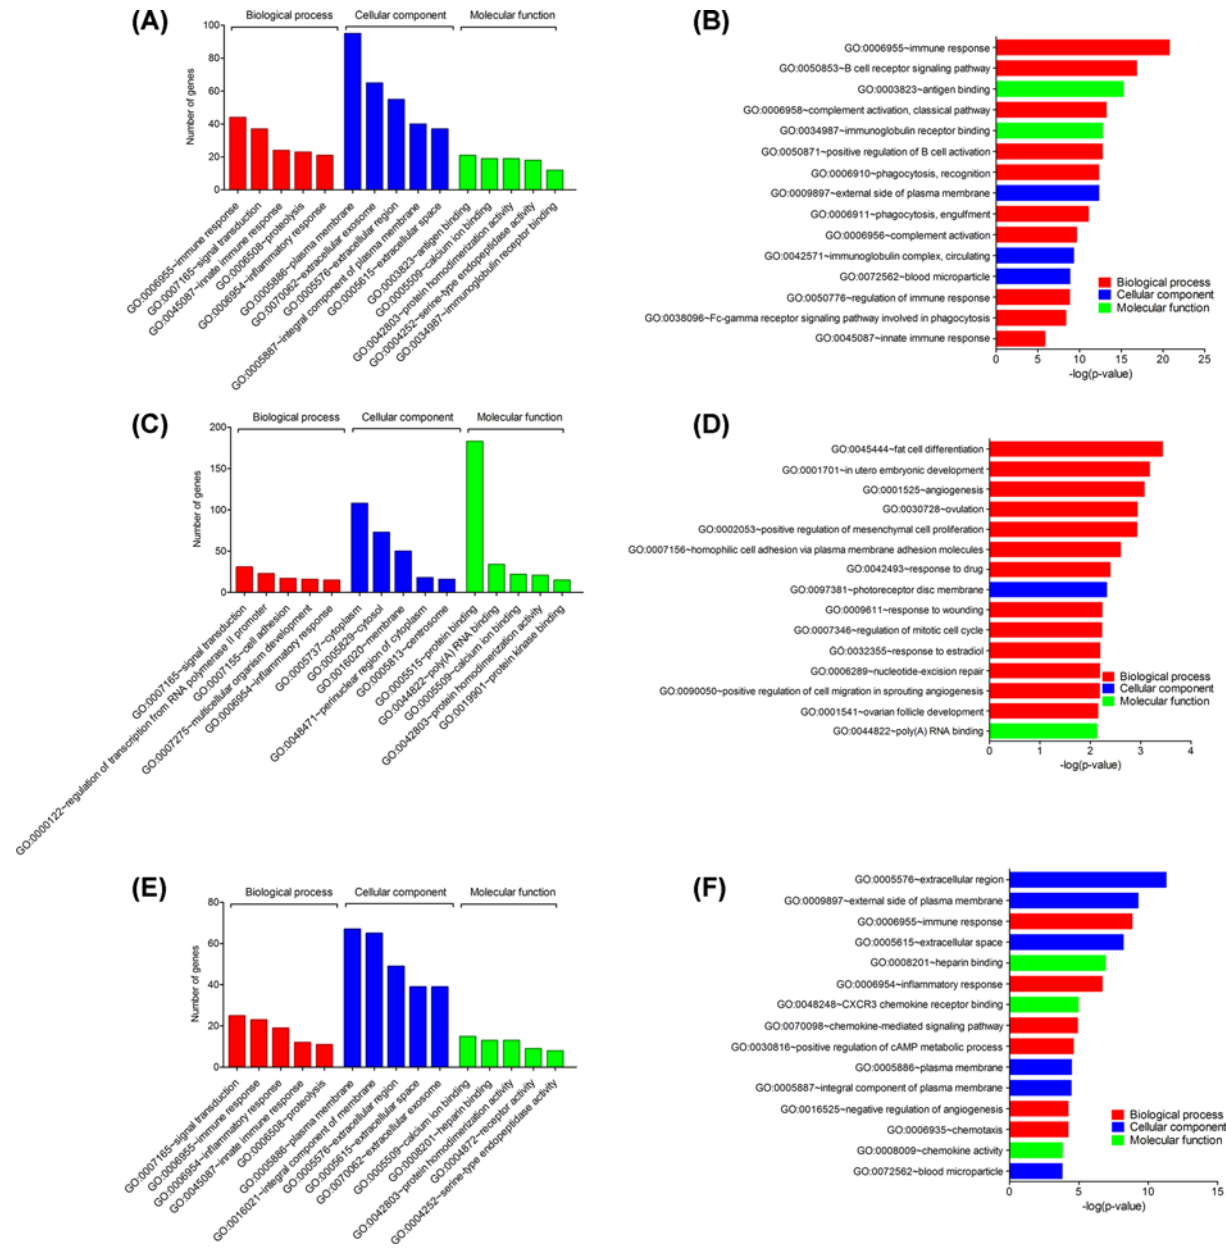 (A)
Biological process
Cellular component
Molecular function
Number of genes
100
80
60
40
20
0
GO:0006955~immune response
GO:0007165~signal transduction
GO:0045087~innate immune response
GO:0006508~proteolysis
GO:0006954~inflammatory response
GO:0005886~plasma membrane
GO:0070062~extracellular exosome
GO:0005576~extracellular region
GO:0005887~integral component of plasma membrane
GO:0005615~extracellular space
GO:0003823~antigen binding
GO:0005509~calcium ion binding
GO:0042803~protein homodimerization activity
GO:0004252~serine-type endopeptidase activity
GO:0034987~immunoglobulin receptor binding
(B)
GO:0006955~immune response
GO:0050853~B cell receptor signaling pathway
GO:0003823~antigen binding
GO:0006958~complement activation, classical pathway
GO:0034987~immunoglobulin receptor binding
GO:0050871~positive regulation of B cell activation
GO:0006910~phagocytosis, recognition
GO:0009897~external side of plasma membrane
GO:0006911~phagocytosis, engulfment
GO:0006956~complement activation
GO:0042571~immunoglobulin complex, circulating
GO:0072562~blood microparticle
GO:0050776~regulation of immune response
GO:0038096~Fc-gamma receptor signaling pathway involved in phagocytosis
GO:0045087~innate immune response
Biological process
Cellular component
Molecular function
0 5 10 15 20 25
-log(p-value)
(C)
Biological process
Cellular component
Molecular function
Number of genes
200
150
100
50
0
GO:0007165~signal transduction
GO:0000122~regulation of transcription from RNA polymerase II promoter
GO:0007155~cell adhesion
GO:0007275~multicellular organism development
GO:0006954~inflammatory response
GO:0005737~cytoplasm
GO:0005829~cytosol
GO:0016020~membrane
GO:0048471~perinuclear region of cytoplasm
GO:0005813~centrosome
GO:0005515~protein binding
GO:0044822~poly(A) RNA binding
GO:0005509~calcium ion binding
GO:0042803~protein homodimerization activity
GO:0019901~protein kinase binding
(D)
GO:0045444~fat cell differentiation
GO:0001701~in utero embryonic development
GO:0001525~angiogenesis
GO:0030728~ovulation
GO:0002053~positive regulation of mesenchymal cell proliferation
GO:0007156~homophilic cell adhesion via plasma membrane adhesion molecules
GO:0042493~response to drug
GO:0097381~photoreceptor disc membrane
GO:0009611~response to wounding
GO:0007346~regulation of mitotic cell cycle
GO:0032355~response to estradiol
GO:0006289~nucleotide-excision repair
GO:0090050~positive regulation of cell migration in sprouting angiogenesis
GO:0001541~ovarian follicle development
GO:0044822~poly(A) RNA binding
Biological process
Cellular component
Molecular function
0 1 2 3 4
-log(p-value)
(E)
Biological process
Cellular component
Molecular function
Number of genes
80
60
40
20
0
GO:0007165~signal transduction
GO:0006955~immune response
GO:0006954~inflammatory response
GO:0045087~innate immune response
GO:0006508~proteolysis
GO:0005886~plasma membrane
GO:0016021~integral component of membrane
GO:0005576~extracellular region
GO:0005615~extracellular space
GO:0070062~extracellular exosome
GO:0005509~calcium ion binding
GO:0008201~heparin binding
GO:0042803~protein homodimerization activity
GO:0004872~receptor activity
GO:0004252~serine-type endopeptidase activity
(F)
GO:0005576~extracellular region
GO:0009897~external side of plasma membrane
GO:0006955~immune response
GO:0005615~extracellular space
GO:0008201~heparin binding
GO:0006954~inflammatory response
GO:0048248~CXCR3 chemokine receptor binding
GO:0070098~chemokine-mediated signaling pathway
GO:0030816~positive regulation of cAMP metabolic process
GO:0005886~plasma membrane
GO:0005887~integral component of plasma membrane
GO:0016525~negative regulation of angiogenesis
GO:0006935~chemotaxis
GO:0008009~chemokine activity
GO:0072562~blood microparticle
Biological process
Cellular component
Molecular function
0 5 10 15
-log(p-value)